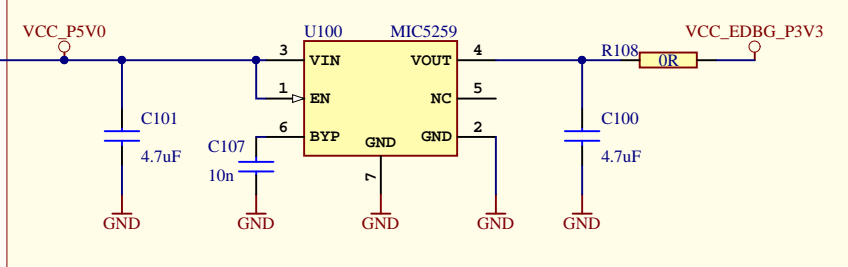 VCC_P5V0
U100
MIC5259
R108
VCC_EDBG_P3V3
3
VIN
VOUT
4
0R
1
EN
NC
5
C101
4.7uF
C107
10n
6
BYP
GND
GND
2
C100
4.7uF
7
GND
GND
GND
GND
GND